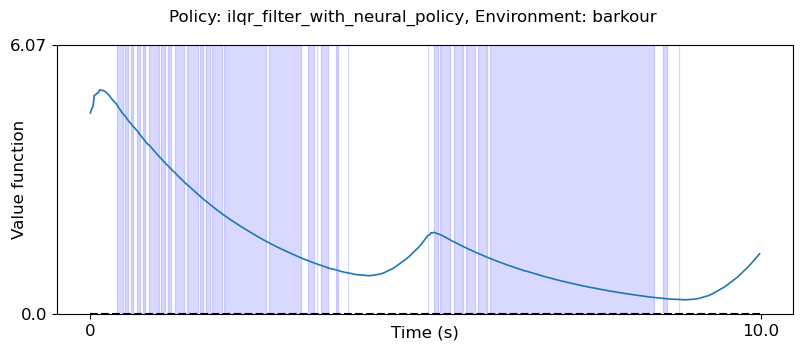 Policy: ilqr_filter_with_neural_policy, Environment: barkour
6.07
Value function
0.0
0
Time (s)
10.0